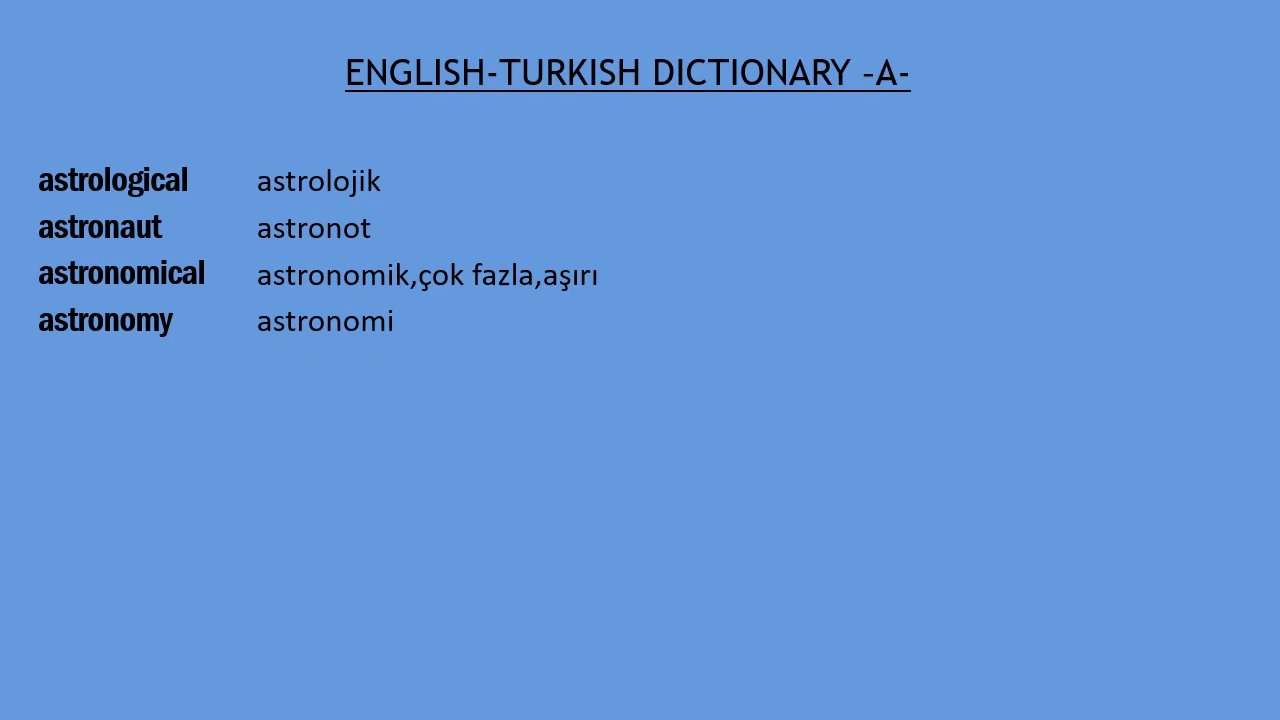 ENGLISH-TURKISH DICTIONARY –A-
astrological astrolojik
astronaut astronot
astronomical astronomik,çok fazla,aşırı
astronomy astronomi